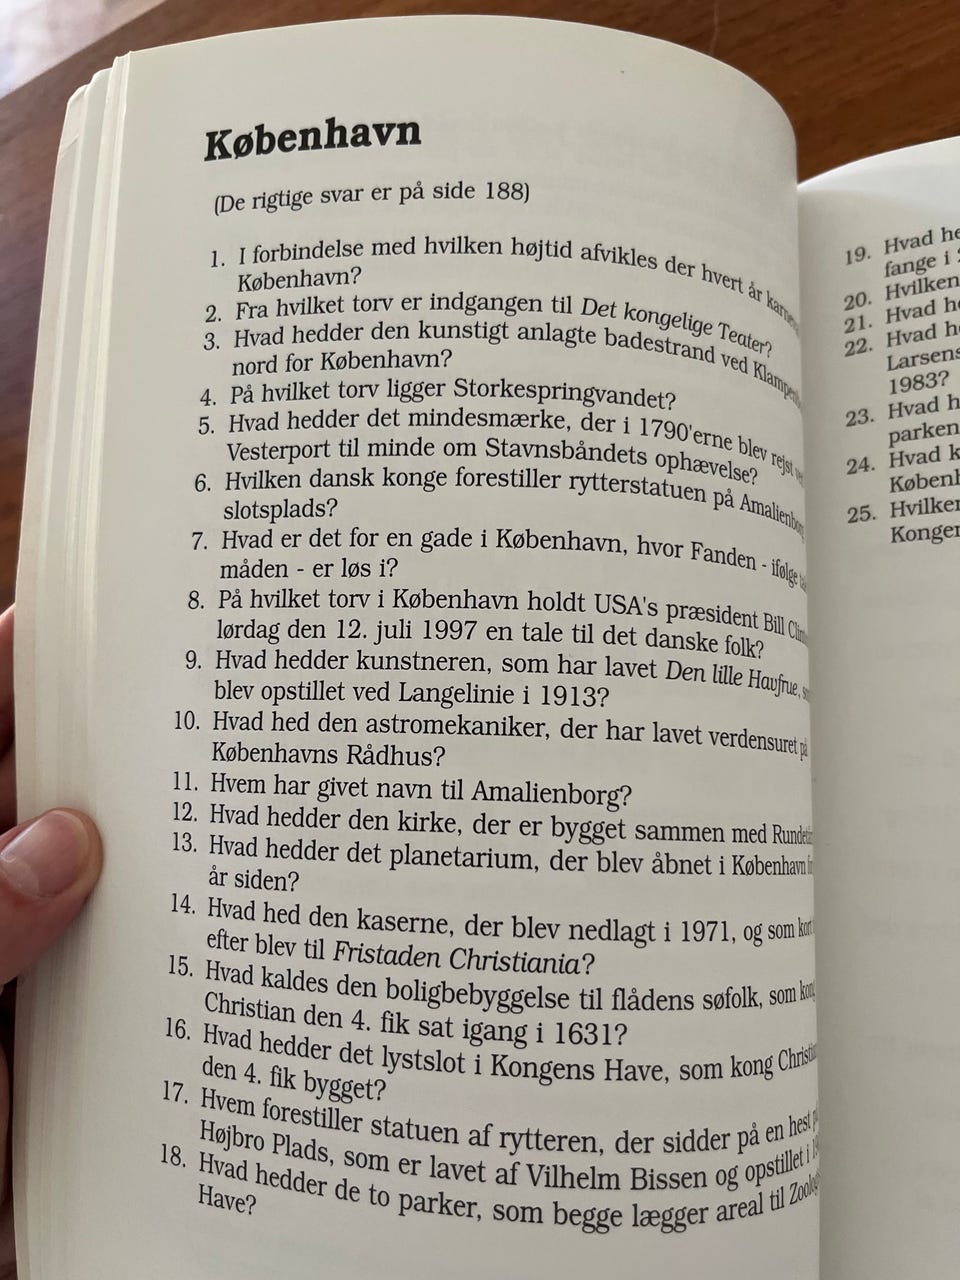 København
(De rigtige svar er på side 188)
1. I forbindelse med hvilken højtid afvikles der hvert år
København?
2. Fra hvilket torv er indgangen til Det kongelige Teater?
3. Hvad hedder den kunstigt anlagte badestrand ved
nord for København?
4. På hvilket torv ligger Storkespringvandet?
5. Hvad hedder det mindesmærke, der i 1790'erne blev rejst
Vesterport til minde om Stavnsbåndets ophævelse?
6. Hvilken dansk konge forestiller rytterstatuen på Amalienborg
slotsplads?
7. Hvad er det for en gade i København, hvor Fanden - ifølge
måden - er løs i?
8. På hvilket torv i København holdt USA's præsident Bill
lørdag den 12. juli 1997 en tale til det danske folk?
9. Hvad hedder kunstneren, som har lavet Den lille Havfrue,
blev opstillet ved Langelinie i 1913?
10. Hvad hed den astromekaniker, der har lavet verdensuret på
Københavns Rådhus?
11. Hvem har givet navn til Amalienborg?
12. Hvad hedder den kirke, der er bygget sammen med
13. Hvad hedder det planetarium, der blev åbnet i København
år siden?
14. Hvad hed den kaserne, der blev nedlagt i 1971, og som kort
efter blev til Fristaden Christiania?
15. Hvad kaldes den boligbebyggelse til flådens søfolk, som
Christian den 4. fik sat igang i 1631?
16. Hvad hedder det lystslot i Kongens Have, som kong
den 4. fik bygget?
17. Hvem forestiller statuen af rytteren, der sidder på en hest på
Højbro Plads, som er lavet af Vilhelm Bissen og opstillet i
18. Hvad hedder de to parker, som begge lægger areal til
Have?
19. Hvad
fange i
20. Hvilken
21. Hvad
22. Hvad
Larsens
1983?
23. Hvad
parken
24. Hvad
25.